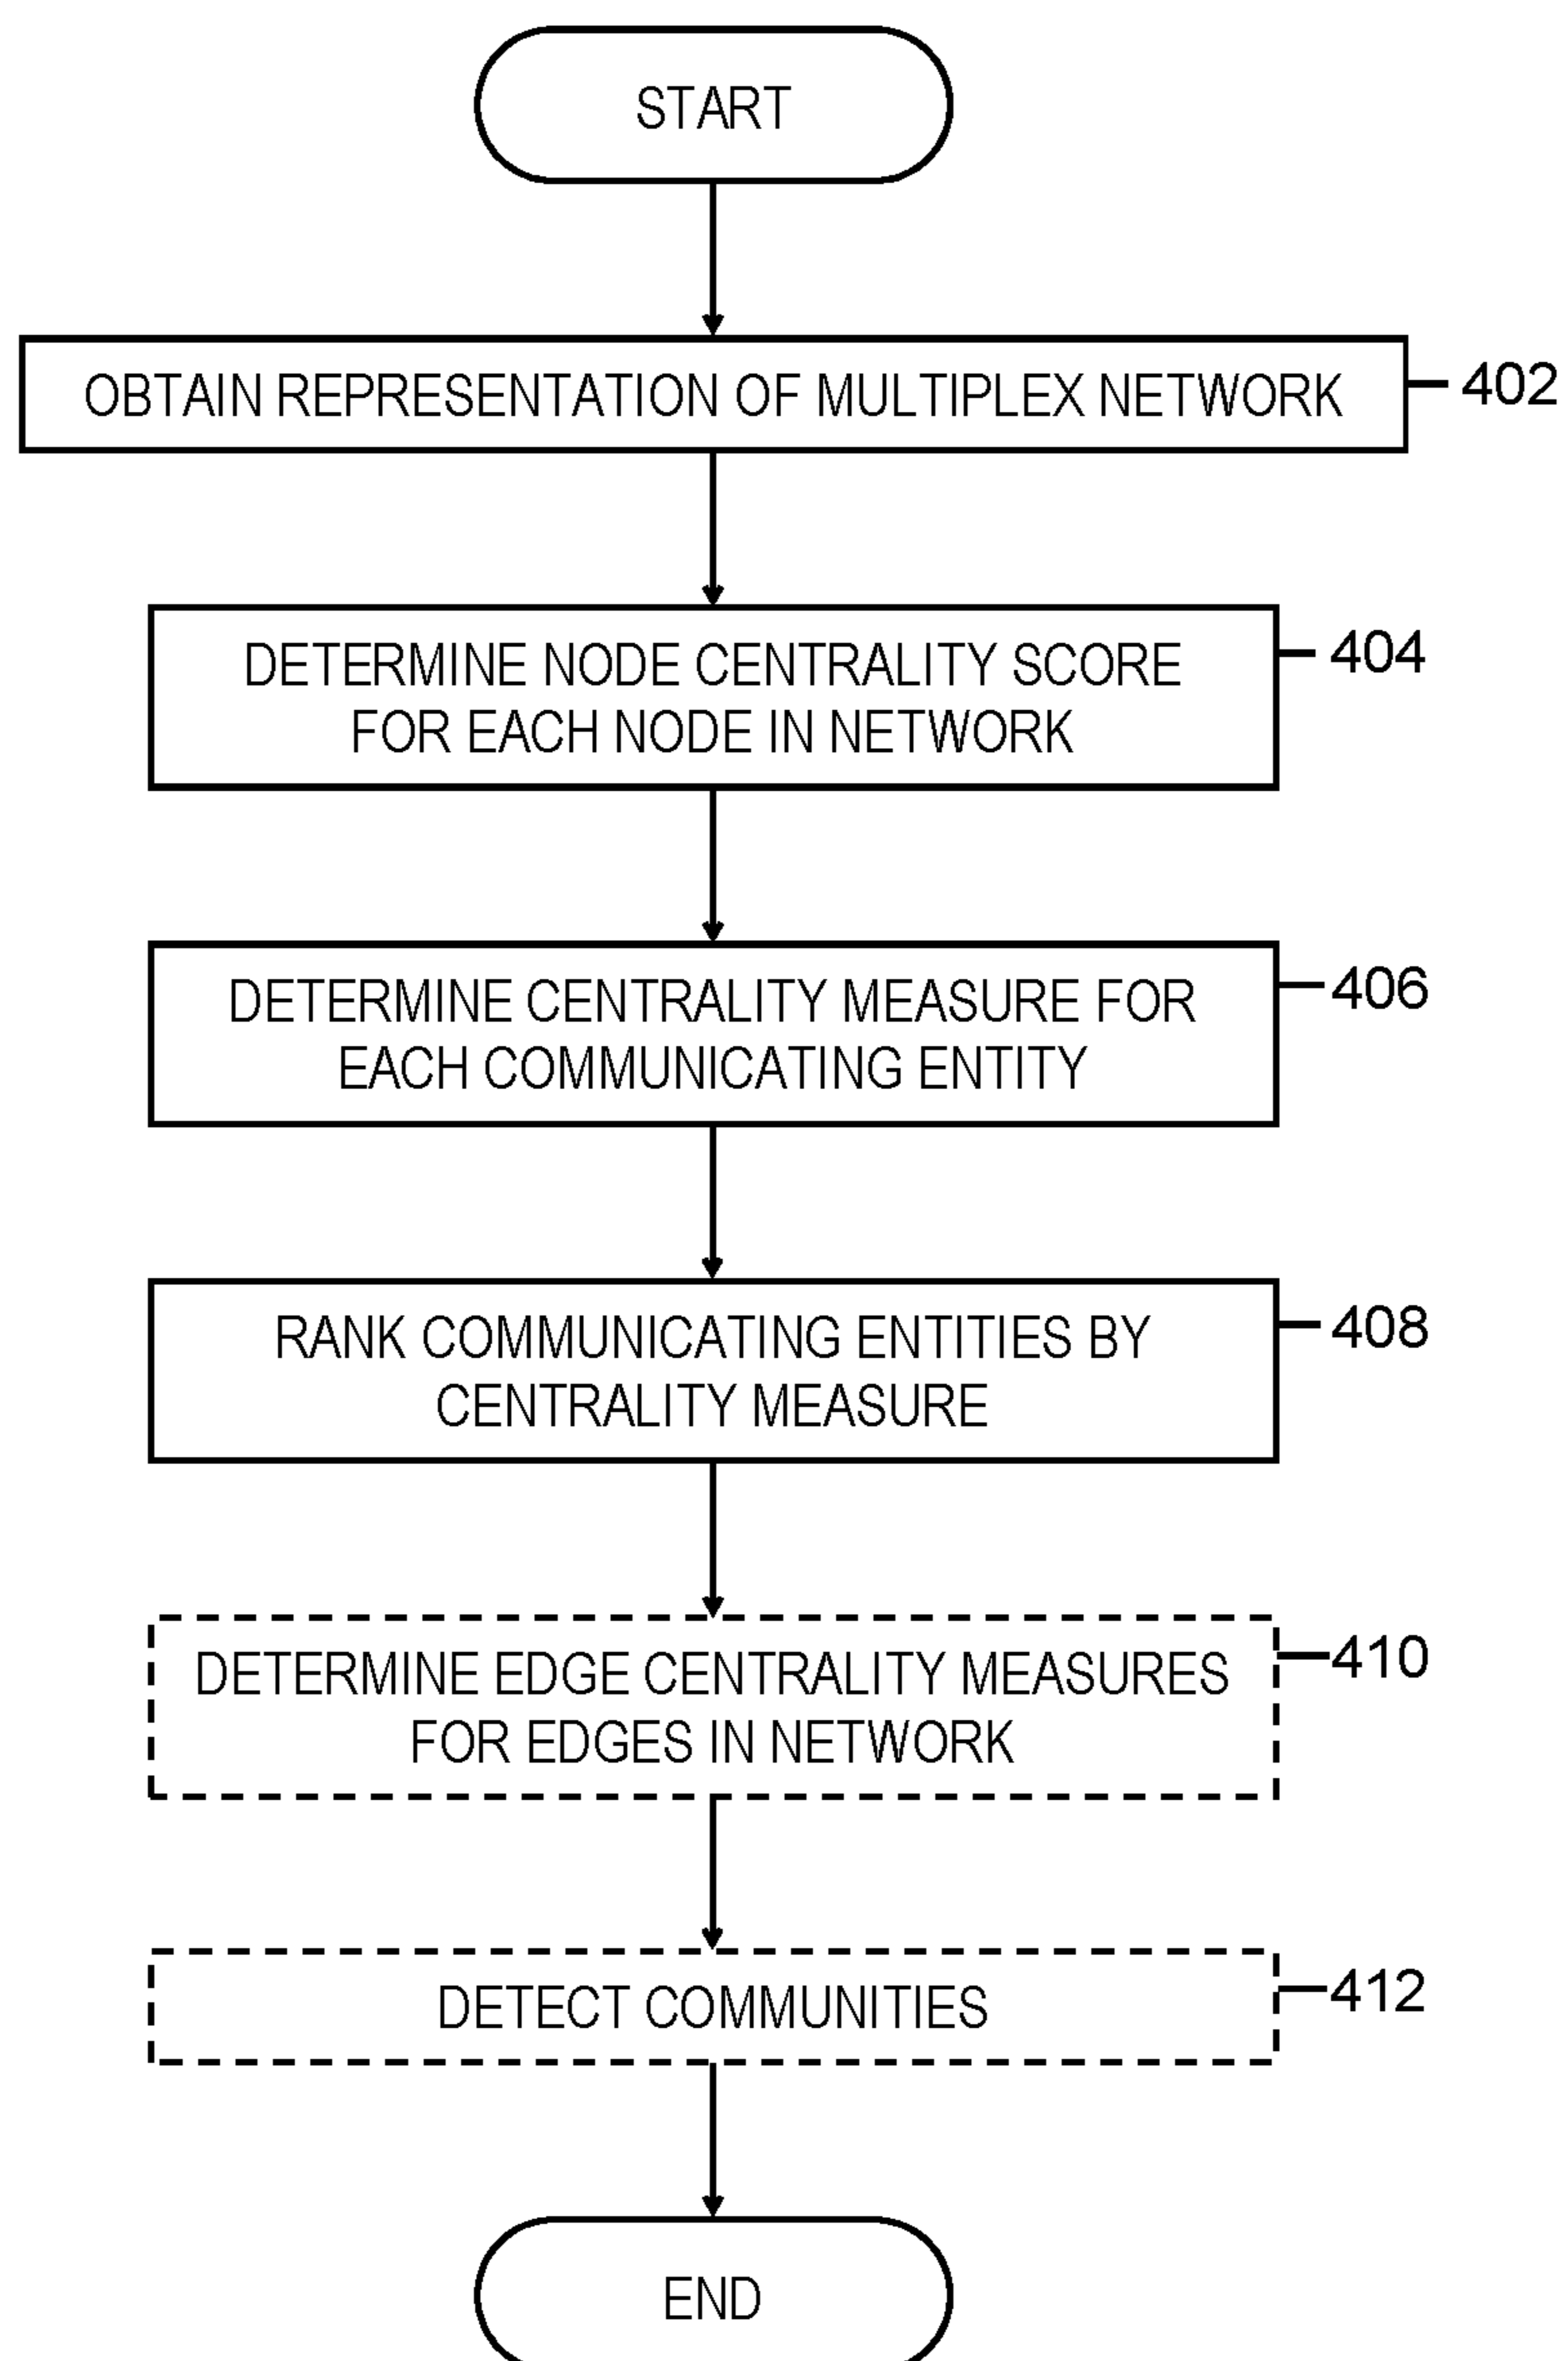 START
OBTAIN REPRESENTATION OF MULTIPLEX NETWORK
402
DETERMINE NODE CENTRALITY SCORE
FOR EACH NODE IN NETWORK
404
DETERMINE CENTRALITY MEASURE FOR
EACH COMMUNICATING ENTITY
406
RANK COMMUNICATING ENTITIES BY
CENTRALITY MEASURE
408
DETERMINE EDGE CENTRALITY MEASURES
FOR EDGES IN NETWORK
410
DETECT COMMUNITIES
412
END